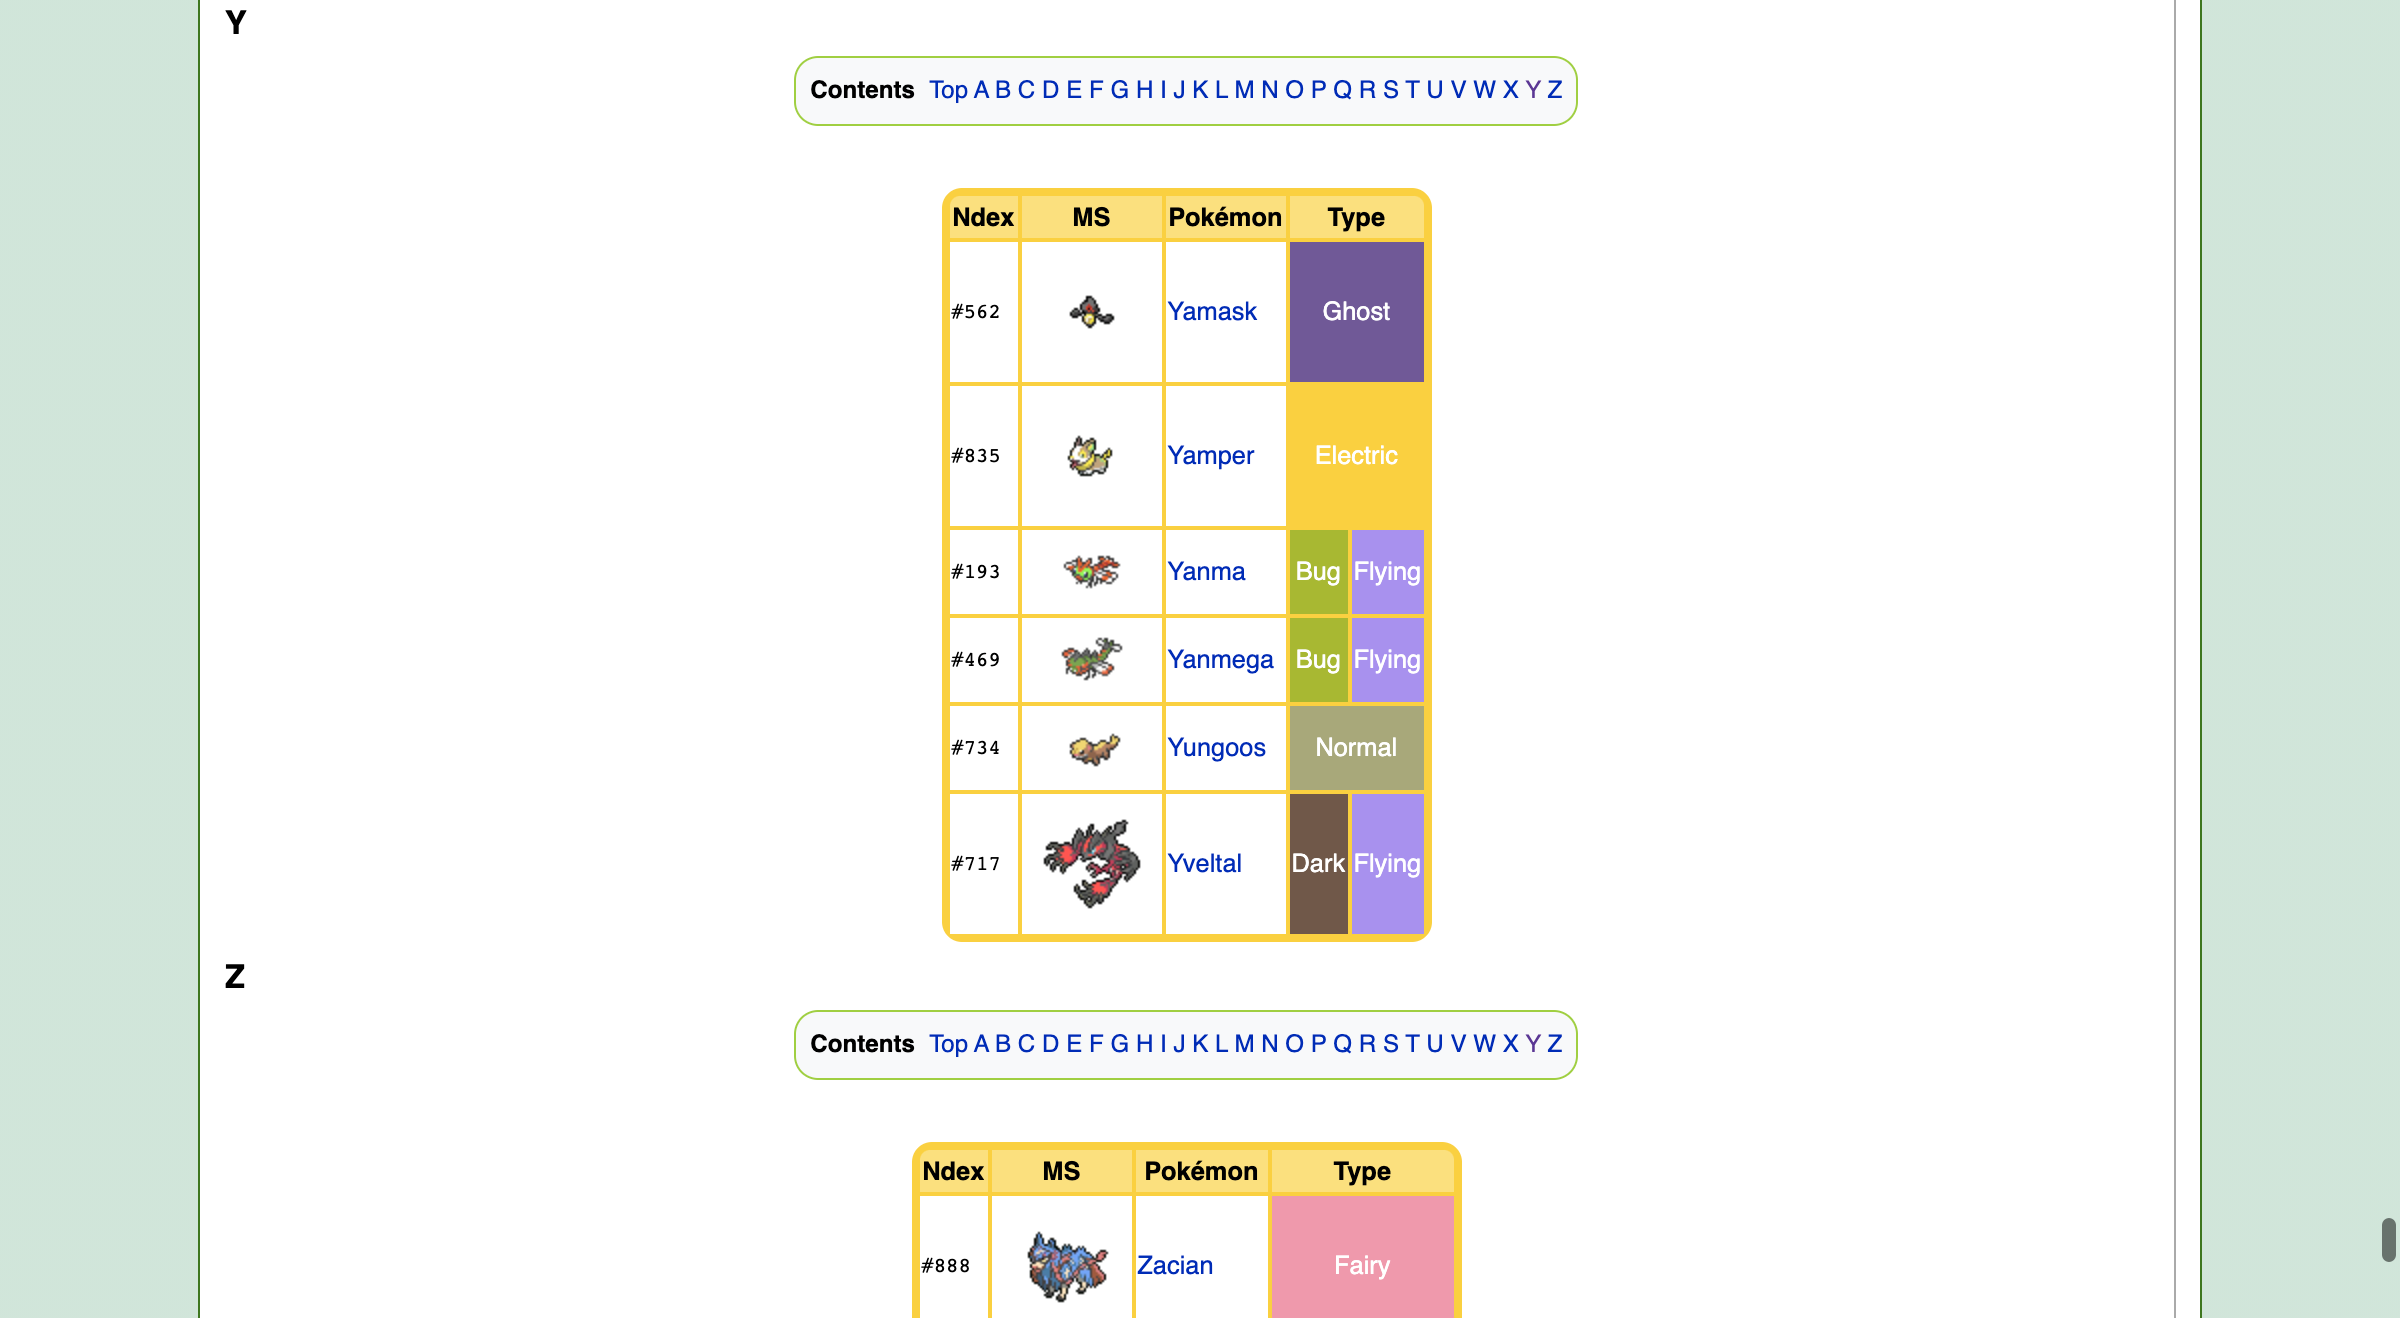 Y
Contents Top A B C D E F G H I J K L M N O P Q R S T U V W X Y Z
Ndex MS Pokémon Type
#562 Yamask Ghost
#835 Yamper Electric
#193 Yanma Bug Flying
#469 Yanmega Bug Flying
#734 Yungoos Normal
#717 Yveltal Dark Flying
Z
Contents Top A B C D E F G H I J K L M N O P Q R S T U V W X Y Z
Ndex MS Pokémon Type
#888 Zacian Fairy